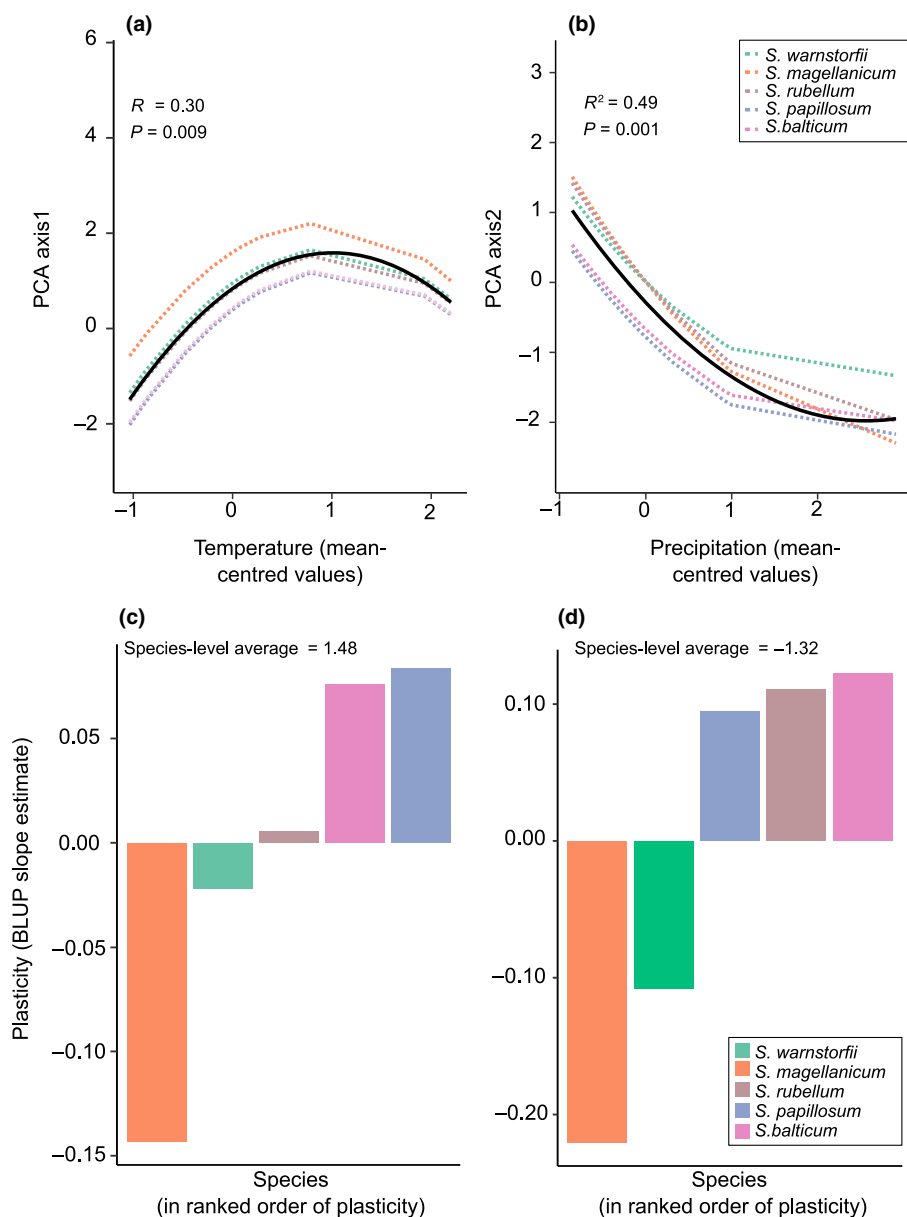 (a)
6
4
2
0
−2
PCA axis1
R = 0.30
P = 0.009
−1
0
1
2
Temperature (mean-
centred values)
(b)
3
2
1
0
−1
−2
PCA axis2
R² = 0.49
P = 0.001
S. warnstorfii
S. magellanicum
S. rubellum
S. papillosum
S.balticum
−1
0
1
2
Precipitation (mean-
centred values)
(c)
Species-level average = 1.48
0.05
0.00
−0.05
−0.10
−0.15
Plasticity (BLUP slope estimate)
Species
(in ranked order of plasticity)
(d)
Species-level average = −1.32
0.10
0.00
−0.10
−0.20
S. warnstorfii
S. magellanicum
S. rubellum
S. papillosum
S.balticum
Species
(in ranked order of plasticity)